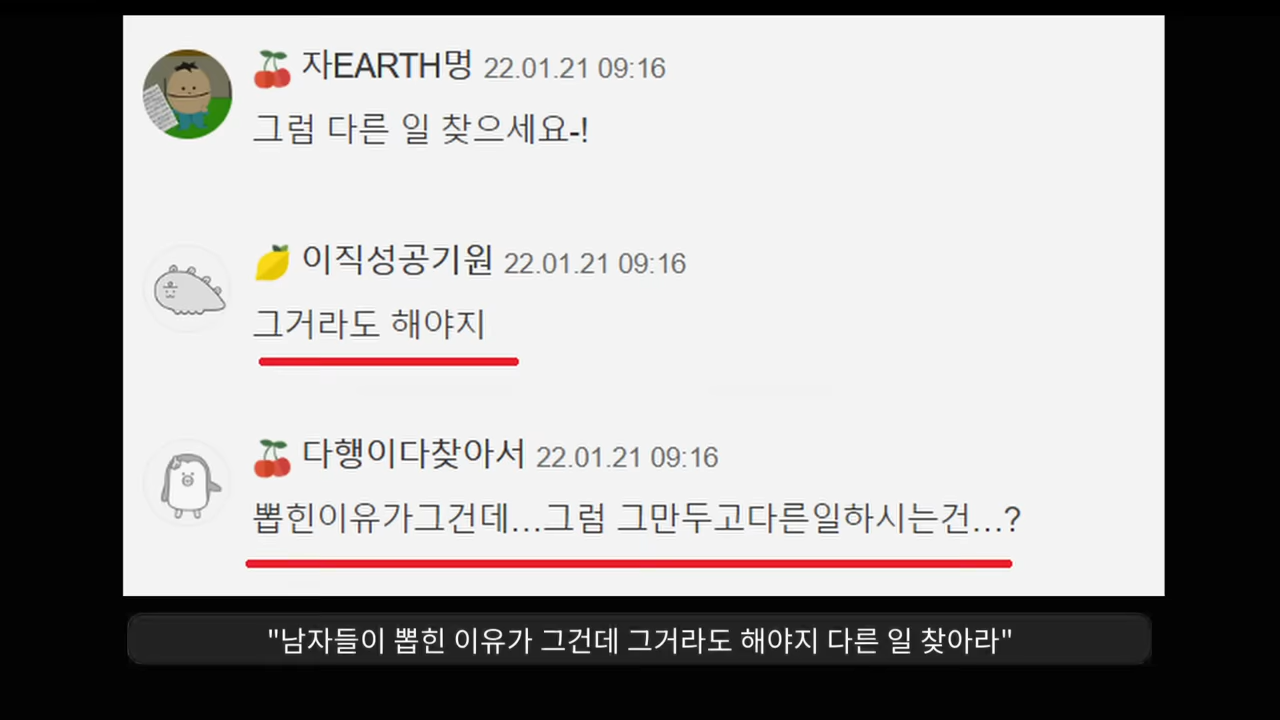 자EARTH멍 22.01.21 09:16
그럼 다른 일 찾으세요-!
이직성공기원 22.01.21 09:16
그거라도 해야지
다행이다찾아서 22.01.21 09:16
뽑힌이유가그건데...그럼 그만두고다른일하시는건...?
"남자들이 뽑힌 이유가 그건데 그거라도 해야지 다른 일 찾아라"